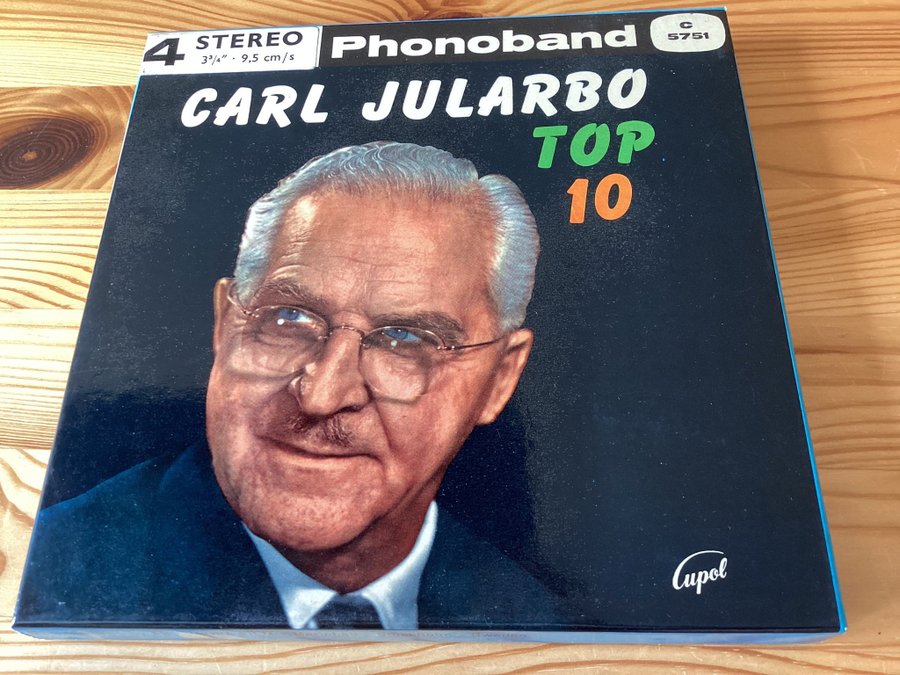 4 STEREO
3¾" · 9,5 cm/s
Phonoband
C
5751
CARL JULARBO
TOP
10
Cupol